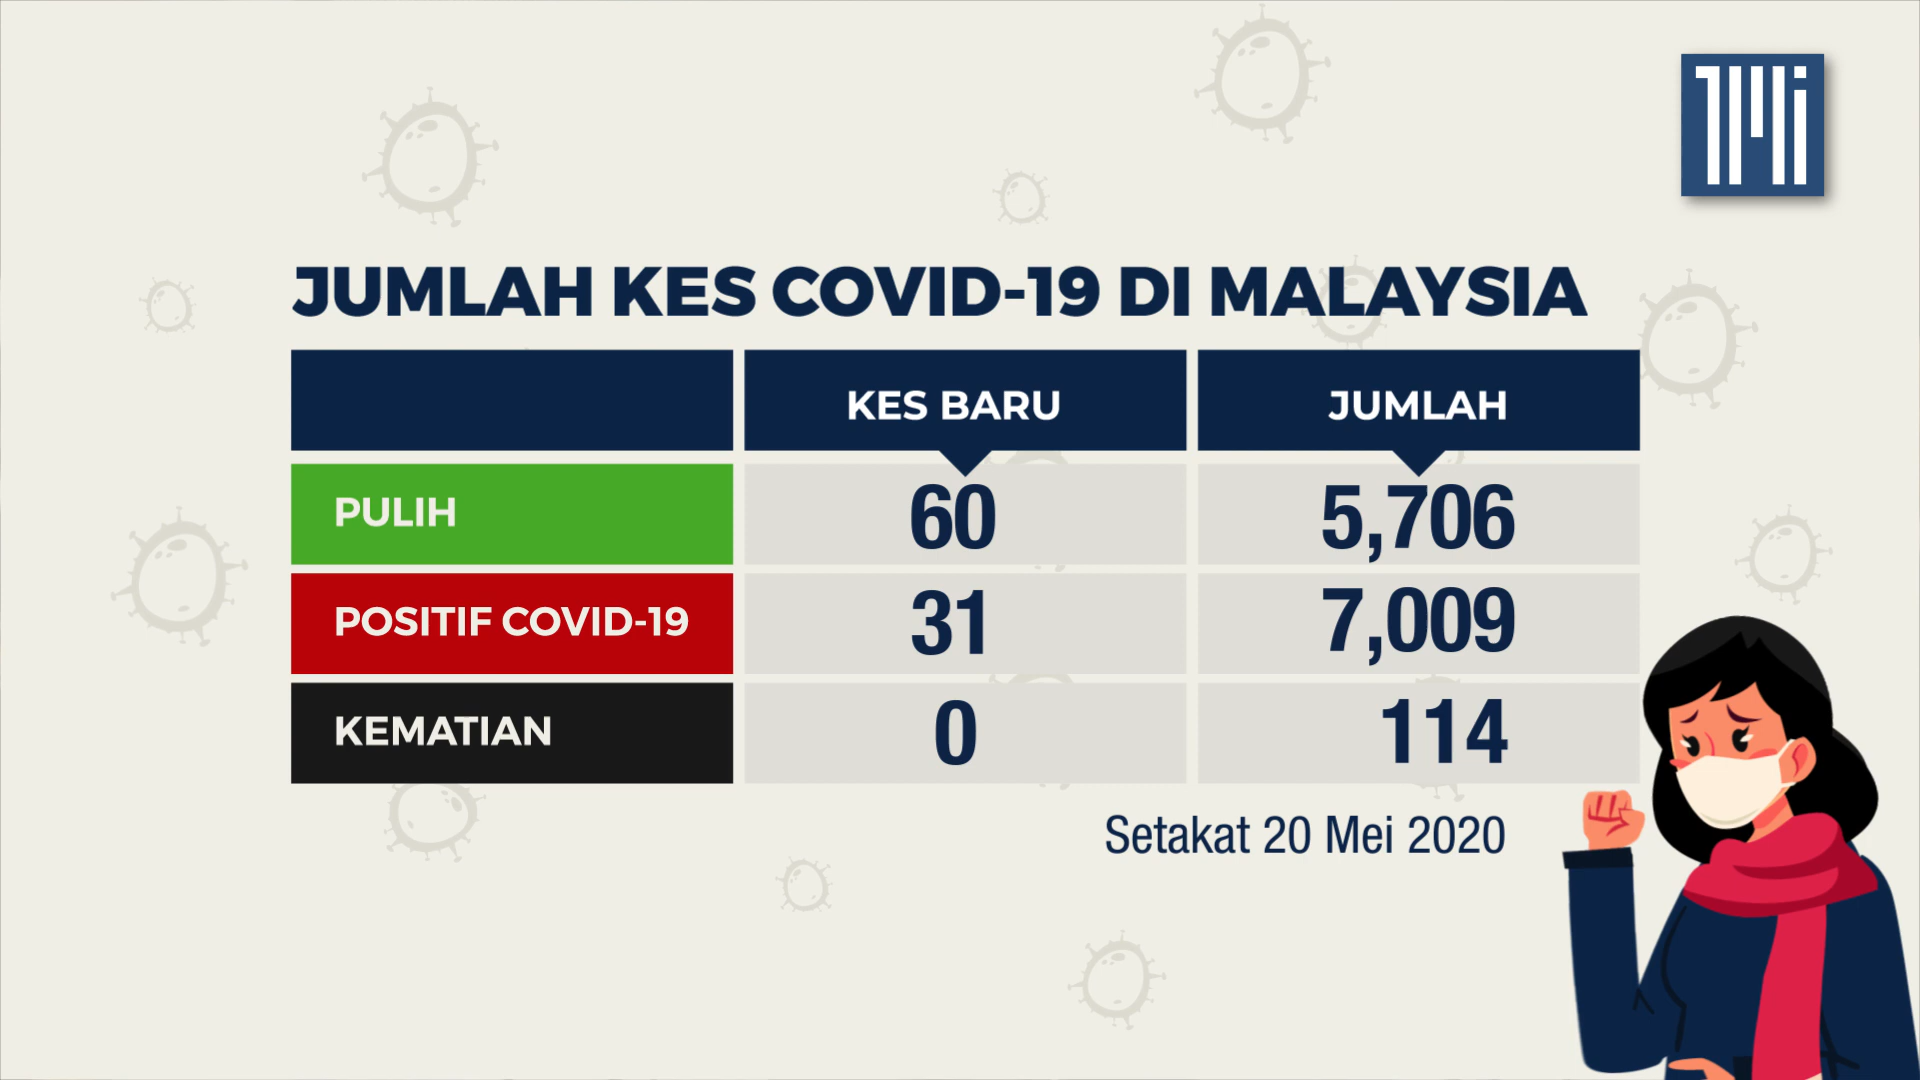 TMi
JUMLAH KES COVID-19 DI MALAYSIA
KES BARU JUMLAH
PULIH 60 5,706
POSITIF COVID-19 31 7,009
KEMATIAN 0 114
Setakat 20 Mei 2020